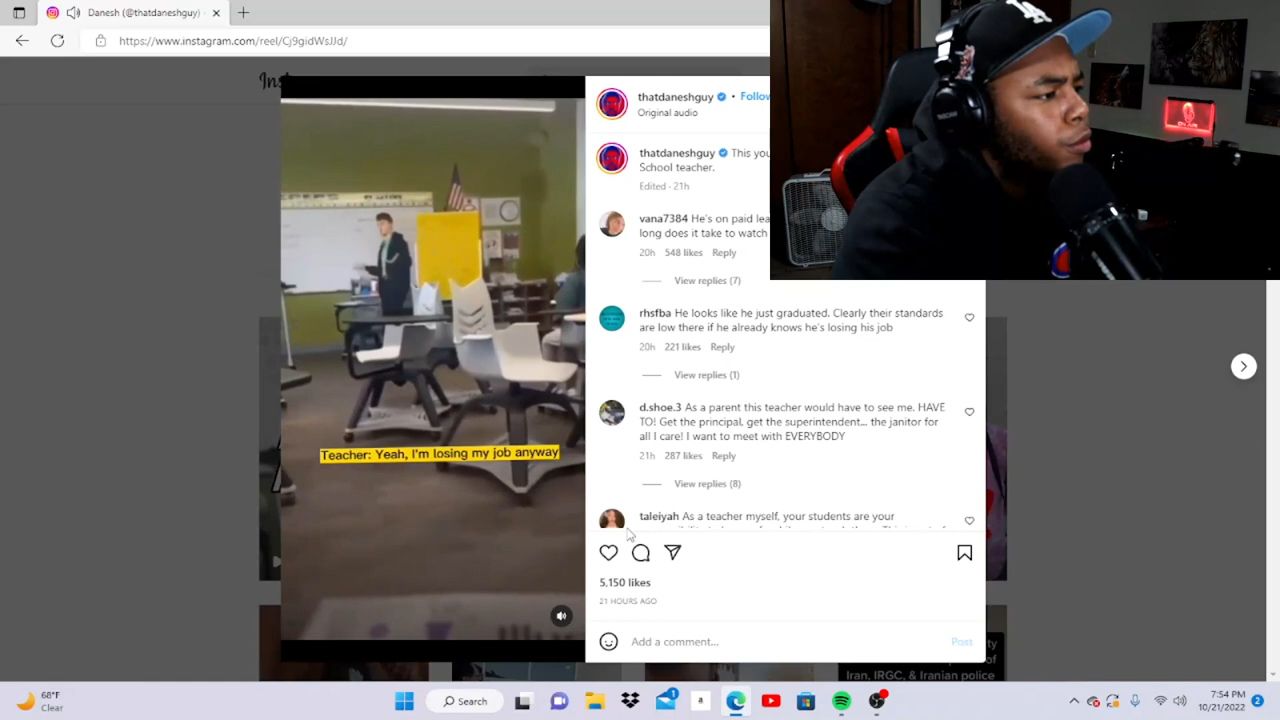 Danesh (@thatdaneshguy) ·
https://www.instagram.com/reel/Cj9gidWsJJd/
thatdaneshguy • Follow
Original audio
thatdaneshguy This you
School teacher.
Edited · 21h
vana7384 He's on paid lea
long does it take to watch
20h 548 likes Reply
View replies (7)
rhsfba He looks like he just graduated. Clearly their standards
are low there if he already knows he's losing his job
20h 221 likes Reply
View replies (1)
d.shoe.3 As a parent this teacher would have to see me. HAVE
TO! Get the principal, get the superintendent... the janitor for
all I care! I want to meet with EVERYBODY
21h 287 likes Reply
View replies (8)
taleiyah As a teacher myself, your students are your
Teacher: Yeah, I'm losing my job anyway
5,150 likes
21 HOURS AGO
Add a comment... Post
Iran, IRGC, & Iranian police
68°F
Clear
Search
7:54 PM
10/21/2022